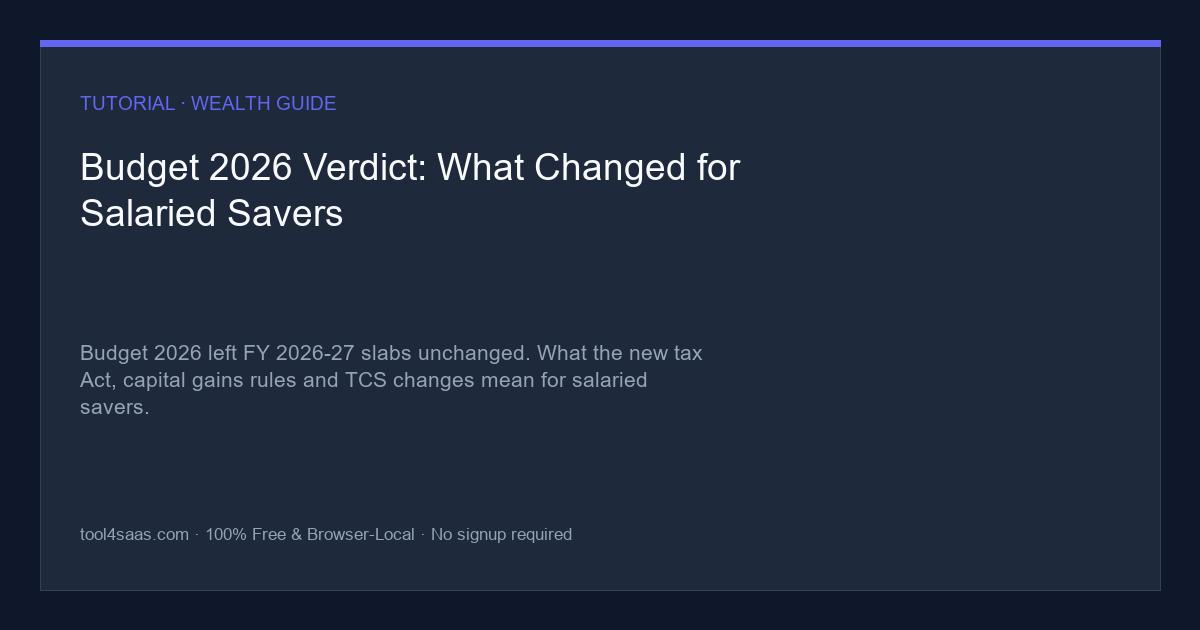 TUTORIAL · WEALTH GUIDE
Budget 2026 Verdict: What Changed for
Salaried Savers
Budget 2026 left FY 2026-27 slabs unchanged. What the new tax
Act, capital gains rules and TCS changes mean for salaried
savers.
tool4saas.com · 100% Free & Browser-Local · No signup required